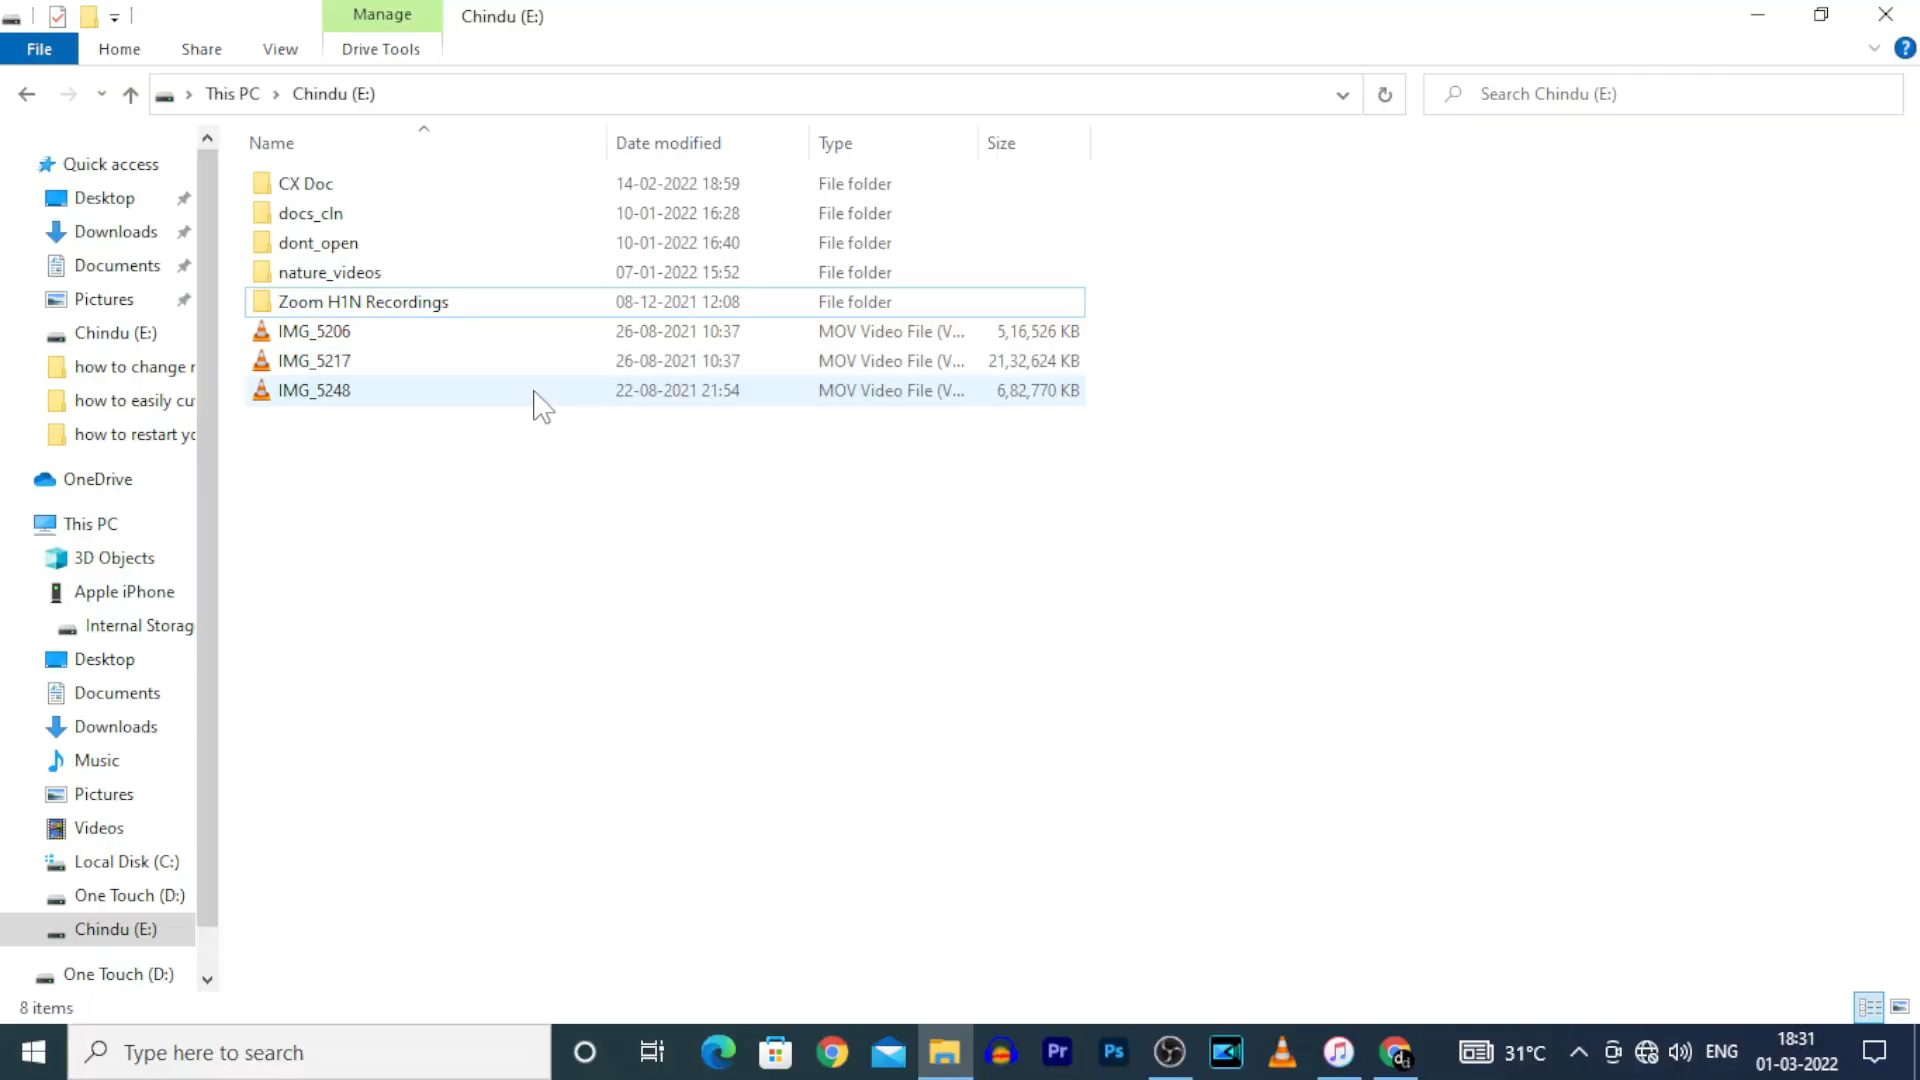 Manage
Chindu (E:)
File
Home
Share
View
Drive Tools
This PC
Chindu (E:)
Search Chindu (E:)
Name
Date modified
Type
Size
Quick access
Desktop
Downloads
Documents
Pictures
Chindu (E:)
how to change r
how to easily cu
how to restart yo
OneDrive
This PC
3D Objects
Apple iPhone
Internal Storag
Desktop
Documents
Downloads
Music
Pictures
Videos
Local Disk (C:)
One Touch (D:)
Chindu (E:)
One Touch (D:)
CX Doc 14-02-2022 18:59 File folder
docs_cln 10-01-2022 16:28 File folder
dont_open 10-01-2022 16:40 File folder
nature_videos 07-01-2022 15:52 File folder
Zoom H1N Recordings 08-12-2021 12:08 File folder
IMG_5206 26-08-2021 10:37 MOV Video File (V... 5,16,526 KB
IMG_5217 26-08-2021 10:37 MOV Video File (V... 21,32,624 KB
IMG_5248 22-08-2021 21:54 MOV Video File (V... 6,82,770 KB
8 items
Type here to search
Pr
Ps
31°C
ENG
18:31
01-03-2022